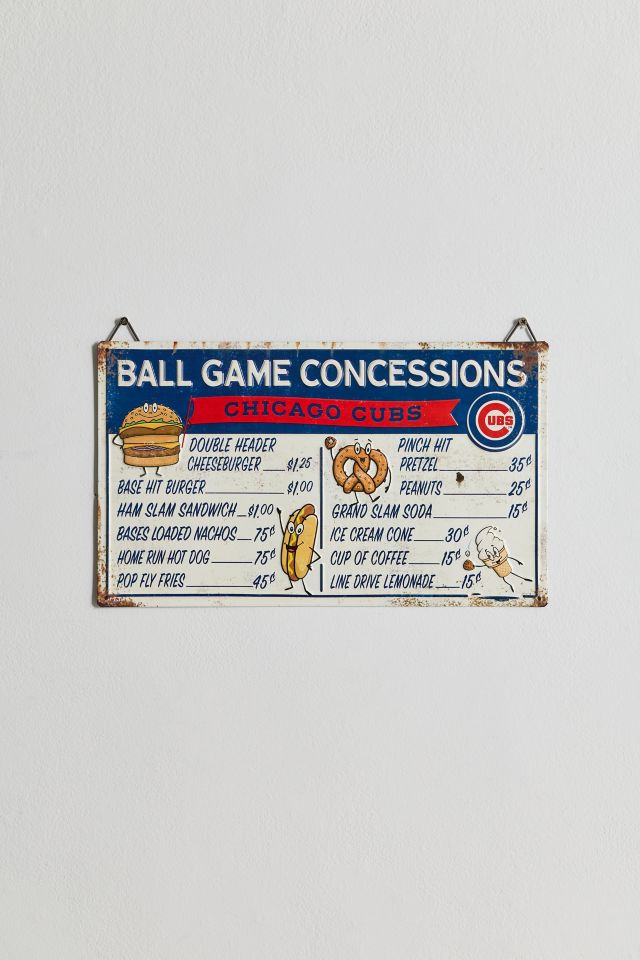 BALL GAME CONCESSIONS
CHICAGO CUBS
CUBS
DOUBLE HEADER
CHEESEBURGER $1.25
BASE HIT BURGER $1.00
HAM SLAM SANDWICH $1.00
BASES LOADED NACHOS 75¢
HOME RUN HOT DOG 75¢
POP FLY FRIES 45¢
PINCH HIT
PRETZEL 35¢
PEANUTS 25¢
GRAND SLAM SODA 15¢
ICE CREAM CONE 30¢
CUP OF COFFEE 15¢
LINE DRIVE LEMONADE 15¢